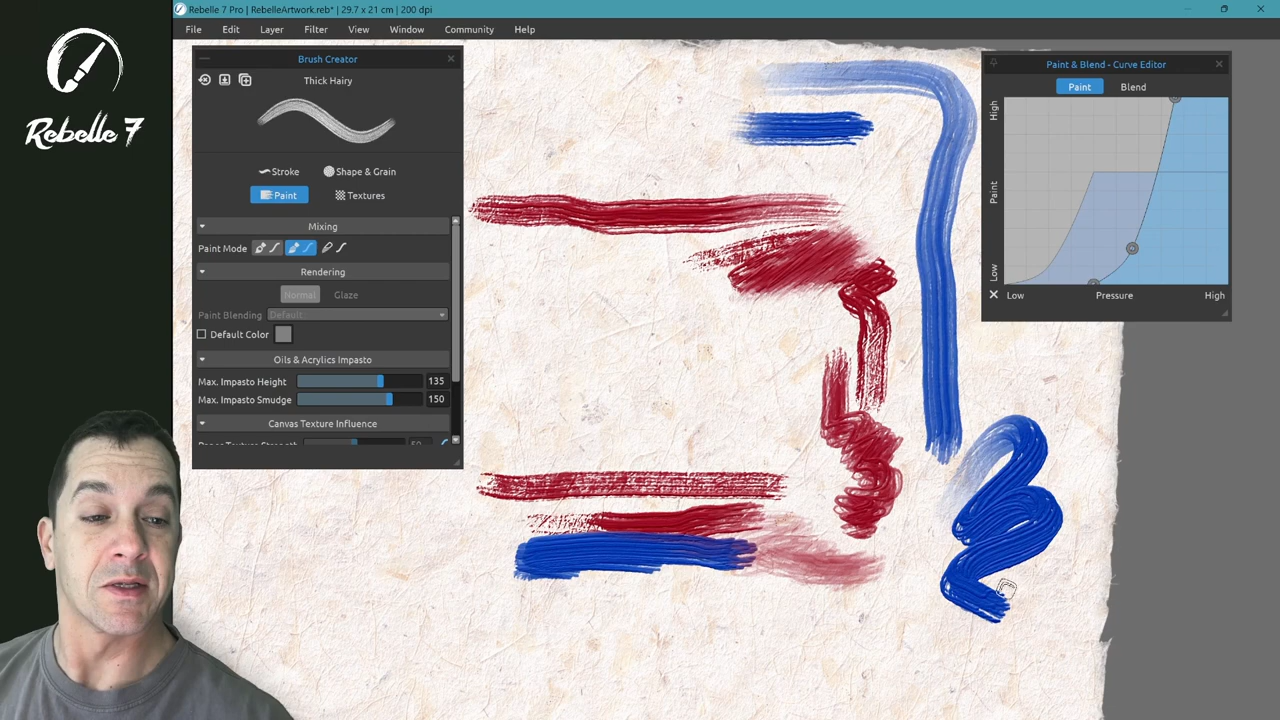 Rebelle 7 Pro | RebelleArtwork.reb* | 29.7 x 21 cm | 200 dpi
File Edit Layer Filter View Window Community Help
Rebelle 7
Brush Creator
Thick Hairy
Stroke Shape & Grain
Paint Textures
Mixing
Paint Mode
Rendering
Normal Glaze
Paint Blending Default
Default Color
Oils & Acrylics Impasto
Max. Impasto Height 135
Max. Impasto Smudge 150
Canvas Texture Influence
Paint & Blend - Curve Editor
Paint Blend
High
Paint
Low
Low Pressure High